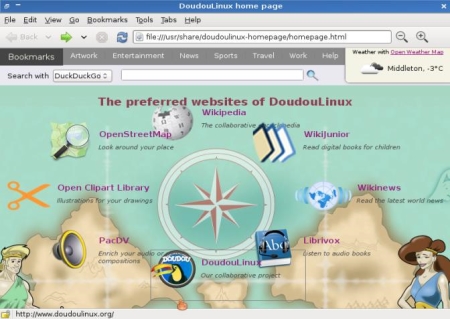 DoudouLinux home page
File Edit View Go Bookmarks Tools Tabs Help
Back file:///usr/share/doudoulinux-homepage/homepage.html
Bookmarks Artwork Entertainment News Sports Travel Work Help
Weather with Open Weather Map
Middleton, -3°C
Search with DuckDuckGo
The preferred websites of DoudouLinux
Wikipedia
The collaborative
OpenStreetMap
Look around your place
WikiJunior
Read digital books for children
Open Clipart Library
Illustrations for your drawings
Wikinews
Read the latest world news
PacDV
Enrich your audio or
compositions
Abc
Librivox
Listen to audio books
DoudouLinux
Our collaborative project
http://www.doudoulinux.org/